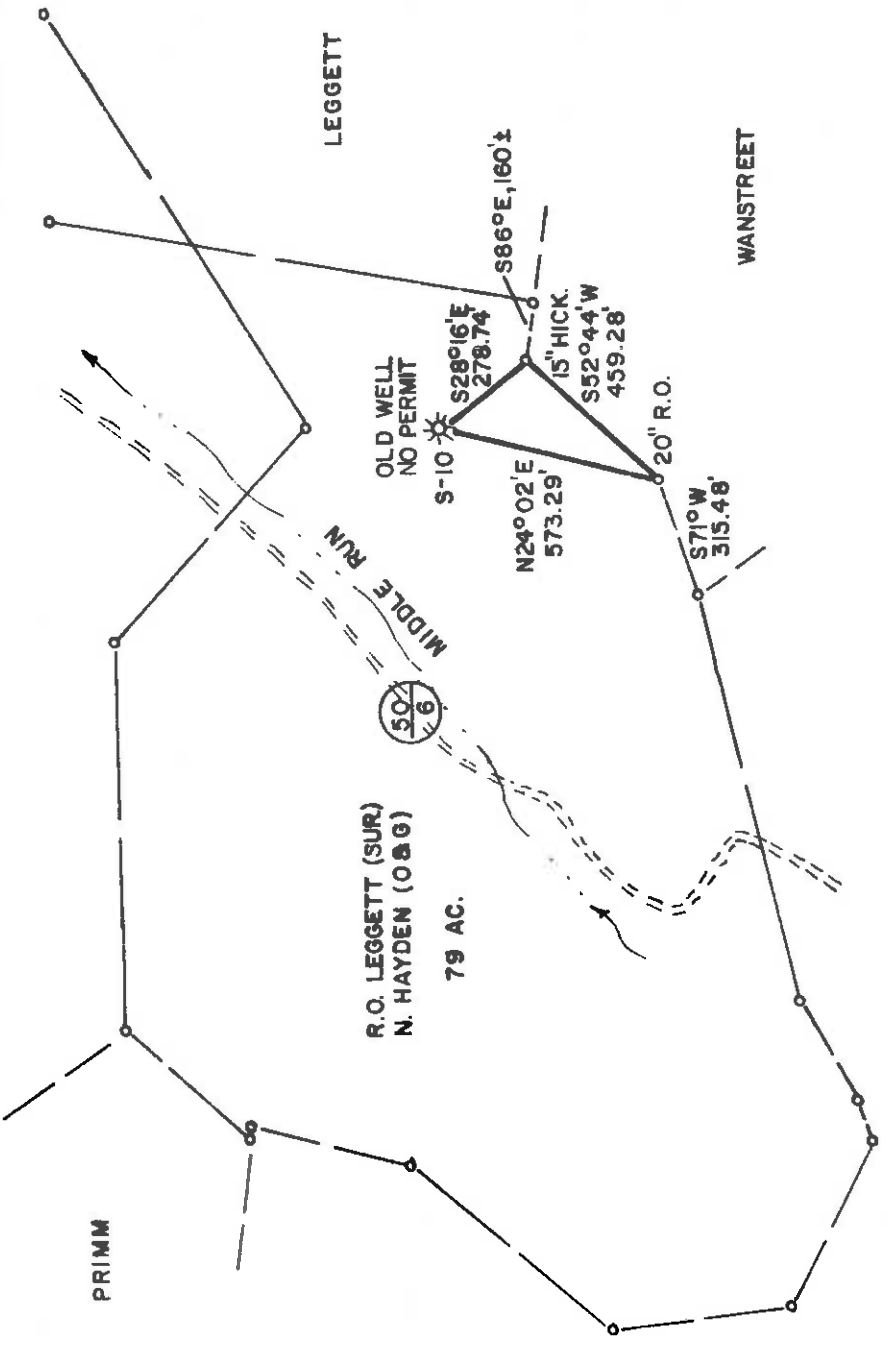 LEGGETT
OLD WELL
NO PERMIT
S-10
S28°16'E
278.74'
S86°E,160'±
15" HICK.
S52°44'W
459.28'
20" R.O.
N24°02'E
573.29'
S71°W
315.48'
WANSTREET
MIDDLE RUN
50
6
R.O. LEGGETT (SUR)
N. HAYDEN (O&G)
79 AC.
PRIMM